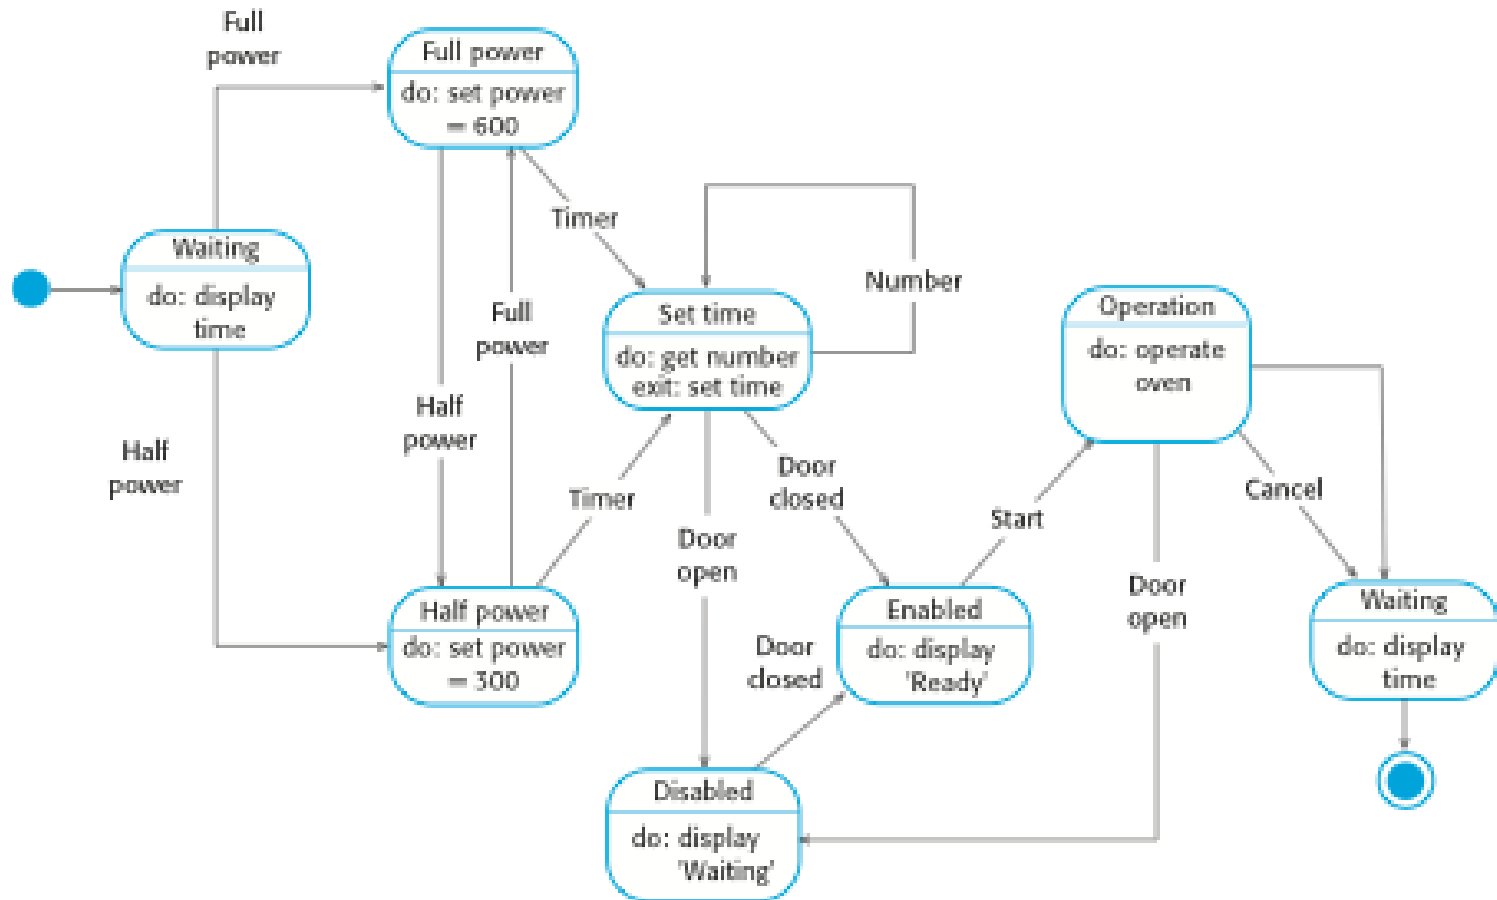 Full
power
Full power
do: set power
= 600
Timer
Waiting
do: display
time
Number
Full
power
Set time
do: get number
exit: set time
Operation
do: operate
oven
Half
power
Half
power
Timer
Door
closed
Cancel
Start
Door
open
Door
open
Half power
do: set power
= 300
Enabled
do: display
'Ready'
Waiting
do: display
time
Door
closed
Disabled
do: display
'Waiting'